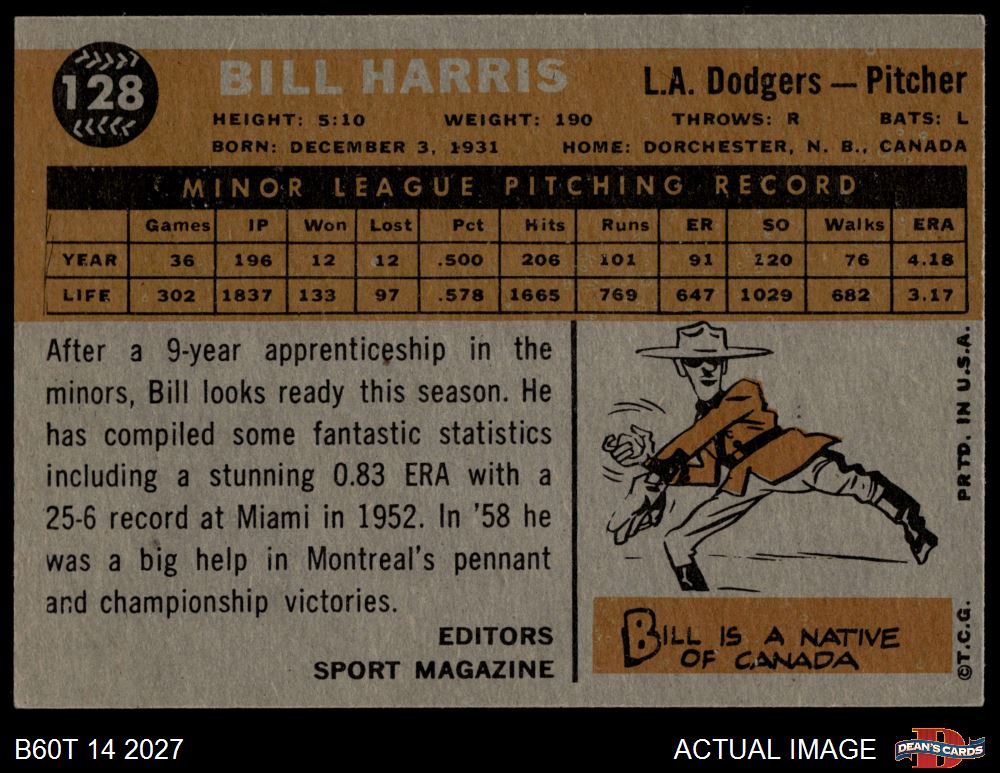 128
BILL HARRIS
L.A. Dodgers — Pitcher
HEIGHT: 5:10 WEIGHT: 190 THROWS: R BATS: L
BORN: DECEMBER 3, 1931 HOME: DORCHESTER, N. B., CANADA
MINOR LEAGUE PITCHING RECORD
Games IP Won Lost Pct Hits Runs ER SO Walks ERA
YEAR 36 196 12 12 .500 206 101 91 120 76 4.18
LIFE 302 1837 133 97 .578 1665 769 647 1029 682 3.17
After a 9-year apprenticeship in the
minors, Bill looks ready this season. He
has compiled some fantastic statistics
including a stunning 0.83 ERA with a
25-6 record at Miami in 1952. In '58 he
was a big help in Montreal's pennant
and championship victories.
EDITORS
SPORT MAGAZINE
BILL IS A NATIVE
OF CANADA
©T.C.G. PRTD. IN U.S.A.
B60T 14 2027
ACTUAL IMAGE
D
DEAN'S CARDS